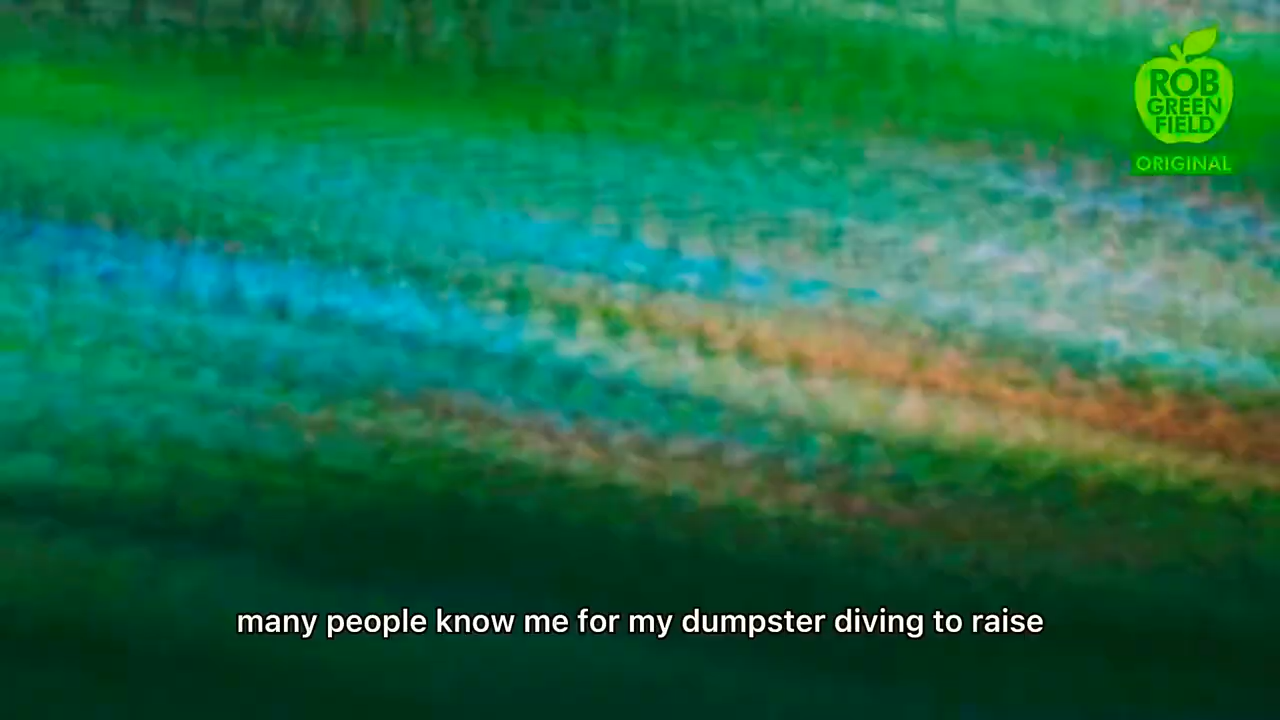 ROB
GREEN
FIELD
ORIGINAL
many people know me for my dumpster diving to raise